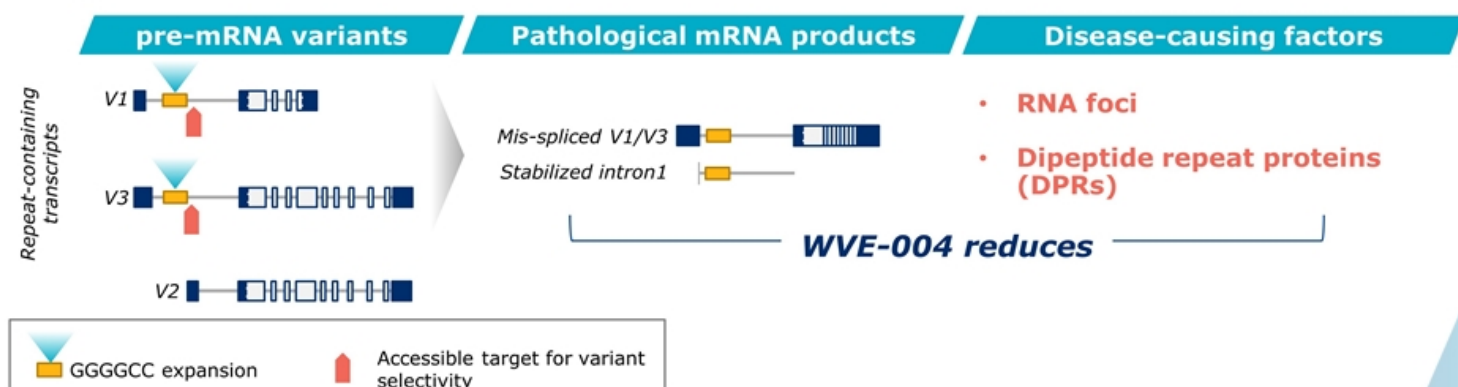 pre-mRNA variants
Pathological mRNA products
Disease-causing factors
Repeat-containing
transcripts
V1
V3
V2
Mis-spliced V1/V3
Stabilized intron1
• RNA foci
• Dipeptide repeat proteins
(DPRs)
WVE-004 reduces
GGGGCC expansion
Accessible target for variant
selectivity